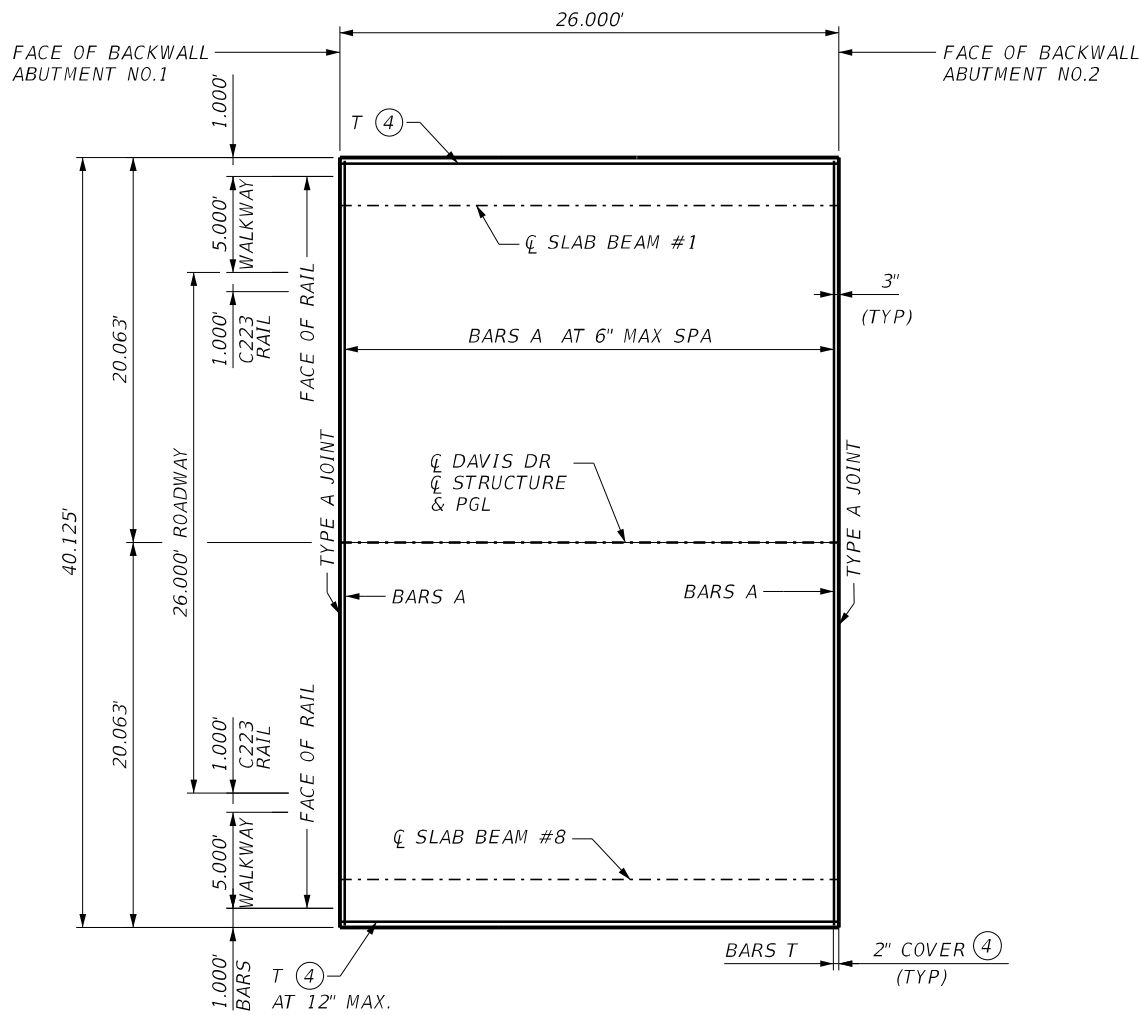 26.000'
FACE OF BACKWALL
ABUTMENT NO.1
FACE OF BACKWALL
ABUTMENT NO.2
1.000'
T 4
5.000'
WALKWAY
℄ SLAB BEAM #1
FACE OF RAIL
3"
(TYP)
1.000'
C223
RAIL
20.063'
BARS A AT 6" MAX SPA
TYPE A JOINT
℄ DAVIS DR
℄ STRUCTURE
& PGL
TYPE A JOINT
40.125'
26.000' ROADWAY
BARS A
BARS A
20.063'
1.000'
C223
RAIL
FACE OF RAIL
℄ SLAB BEAM #8
5.000'
WALKWAY
BARS T
2" COVER 4
(TYP)
1.000'
BARS
T 4
AT 12" MAX.